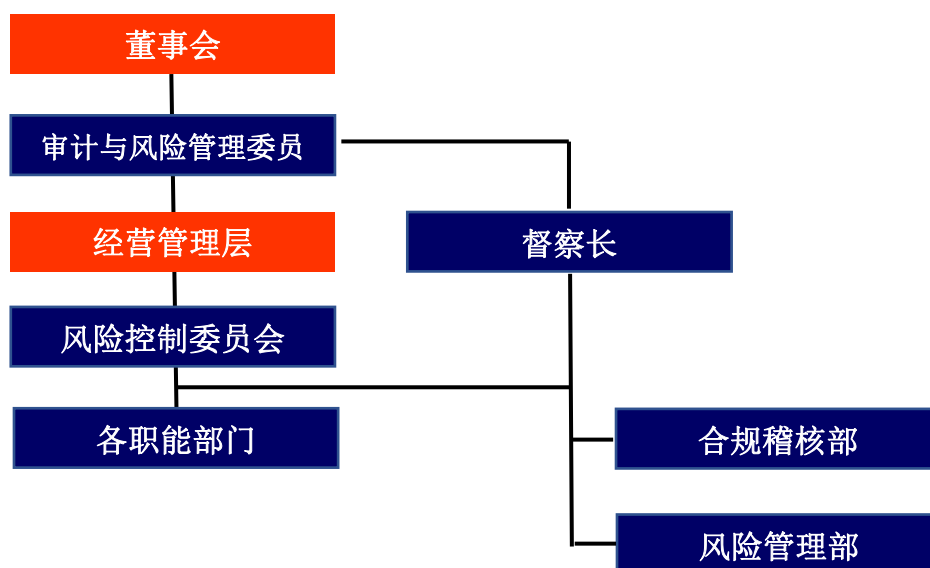 董事会
审计与风险管理委员
经营管理层
督察长
风险控制委员会
各职能部门
合规稽核部
风险管理部